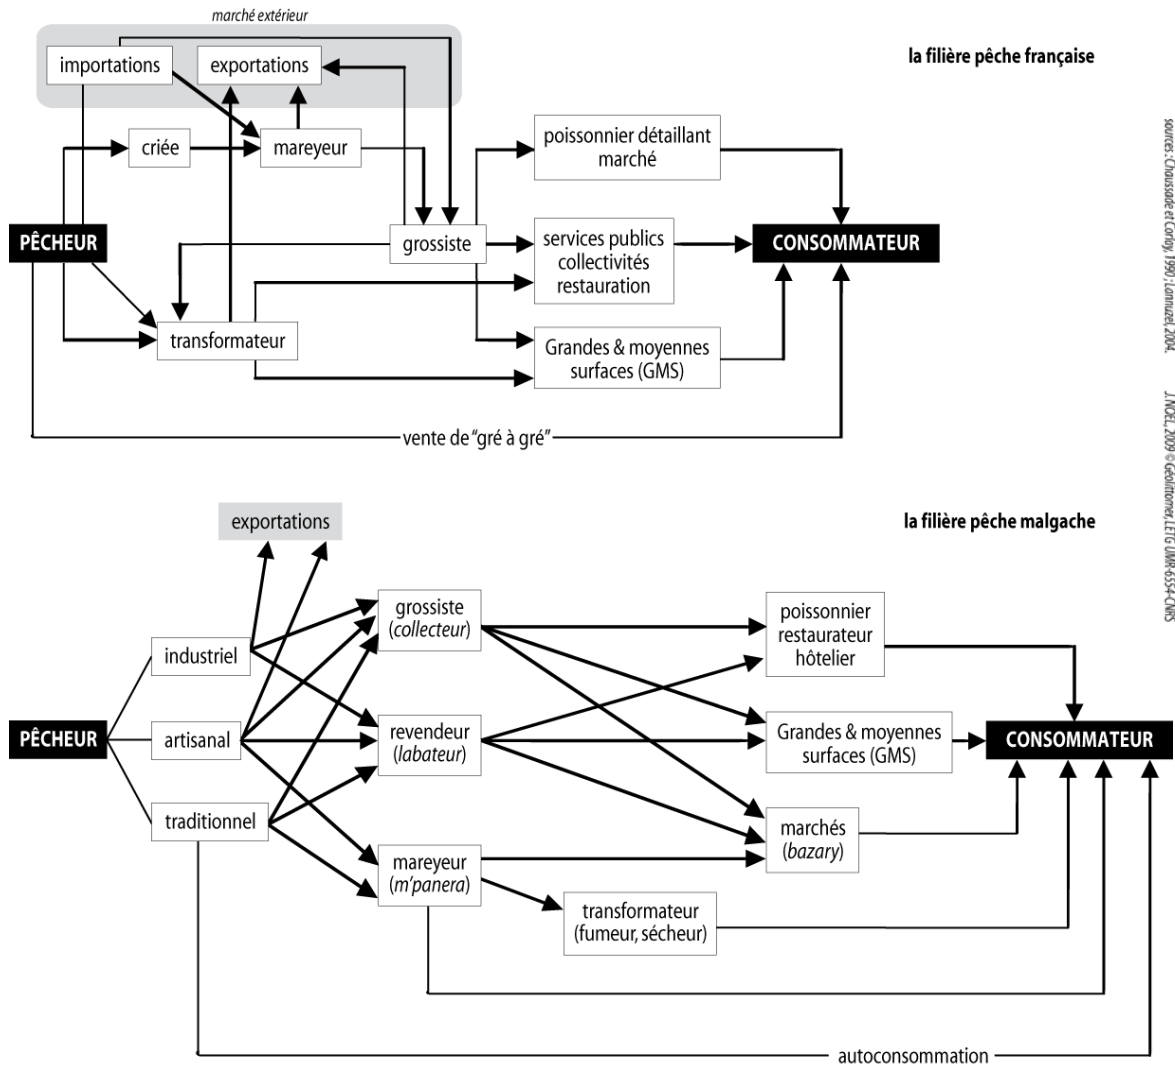 marché extérieur
la filière pêche française
importations
exportations
criée
mareyeur
poissonnier détaillant
marché
PÊCHEUR
grossiste
services publics
collectivités
restauration
CONSOMMATEUR
transformateur
Grandes & moyennes
surfaces (GMS)
vente de “gré à gré”
sources : Chaussade et Corlay, 1990 ; Lannuzel, 2004.
J. NOEL, 2009 © Géolittomer, LETG UMR-6554-CNRS
exportations
la filière pêche malgache
grossiste
(collecteur)
poissonnier
restaurateur
hôtelier
industriel
PÊCHEUR
artisanal
revendeur
(labateur)
Grandes & moyennes
surfaces (GMS)
CONSOMMATEUR
traditionnel
marchés
(bazary)
mareyeur
(m'panera)
transformateur
(fumeur, sécheur)
autoconsommation